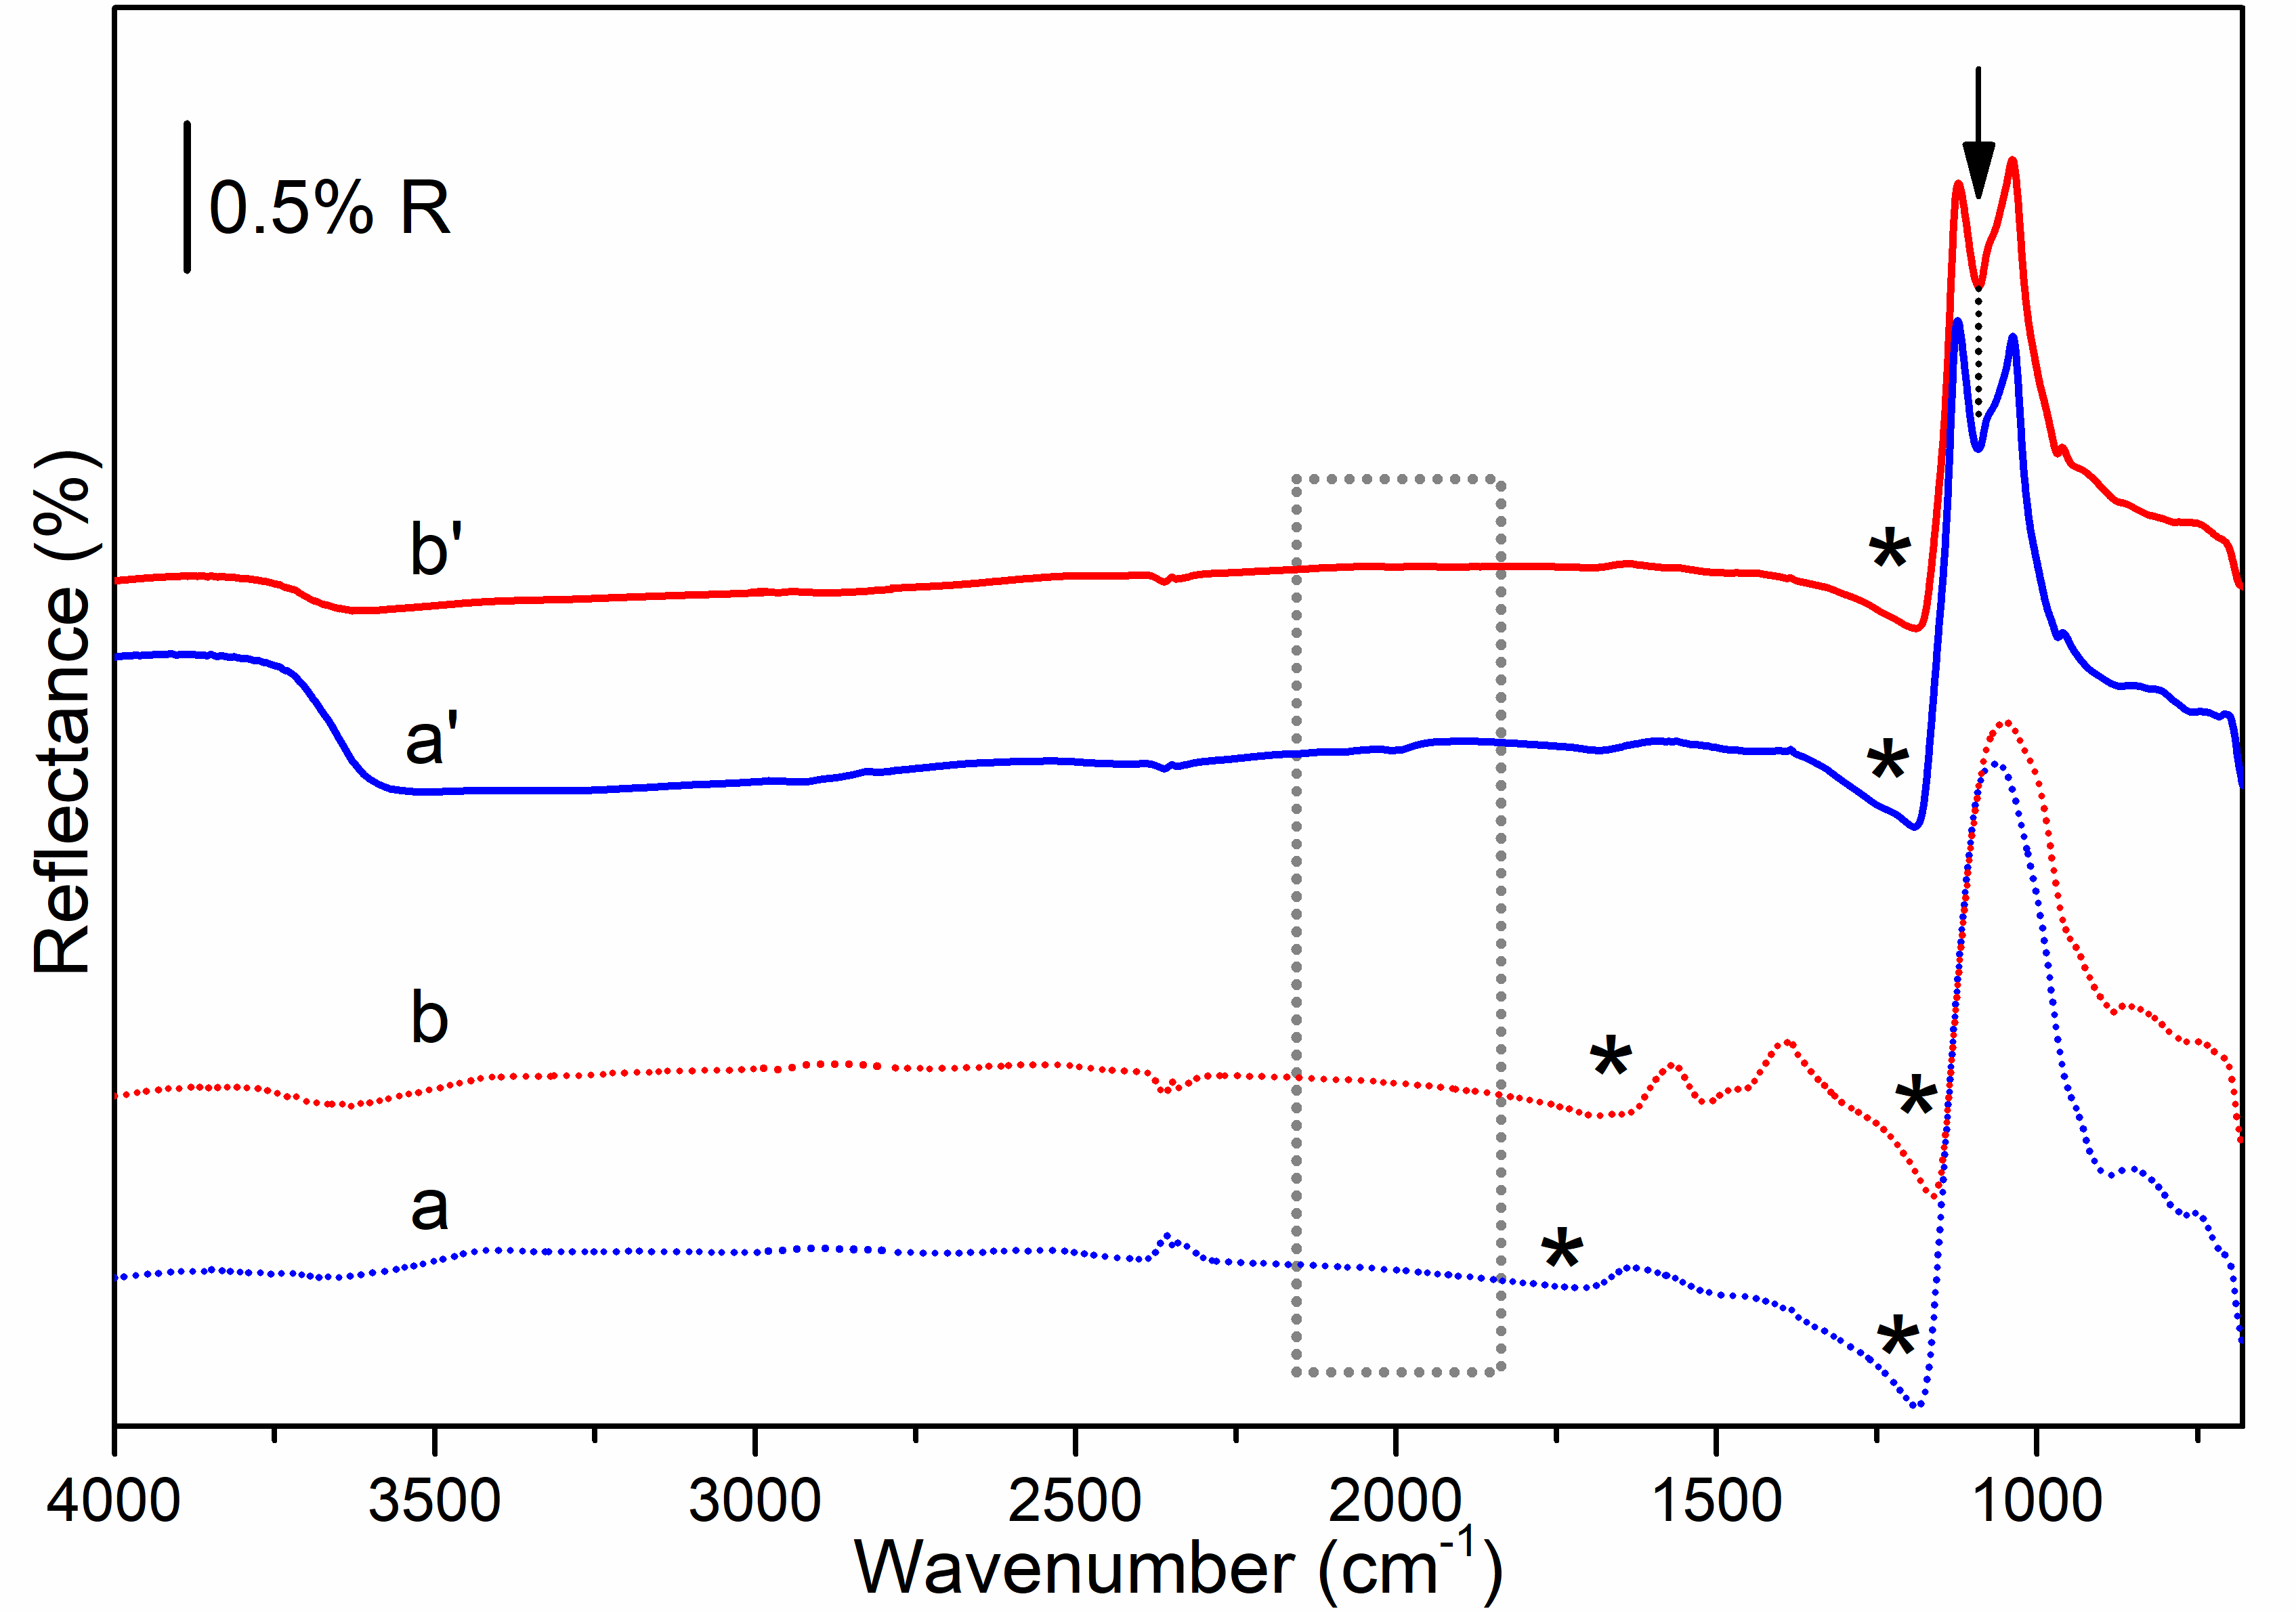 0.5% R
Reflectance (%)
b'
*
a'
*
b
*
*
a
*
*
4000 3500 3000 2500 2000 1500 1000
Wavenumber (cm⁻¹)